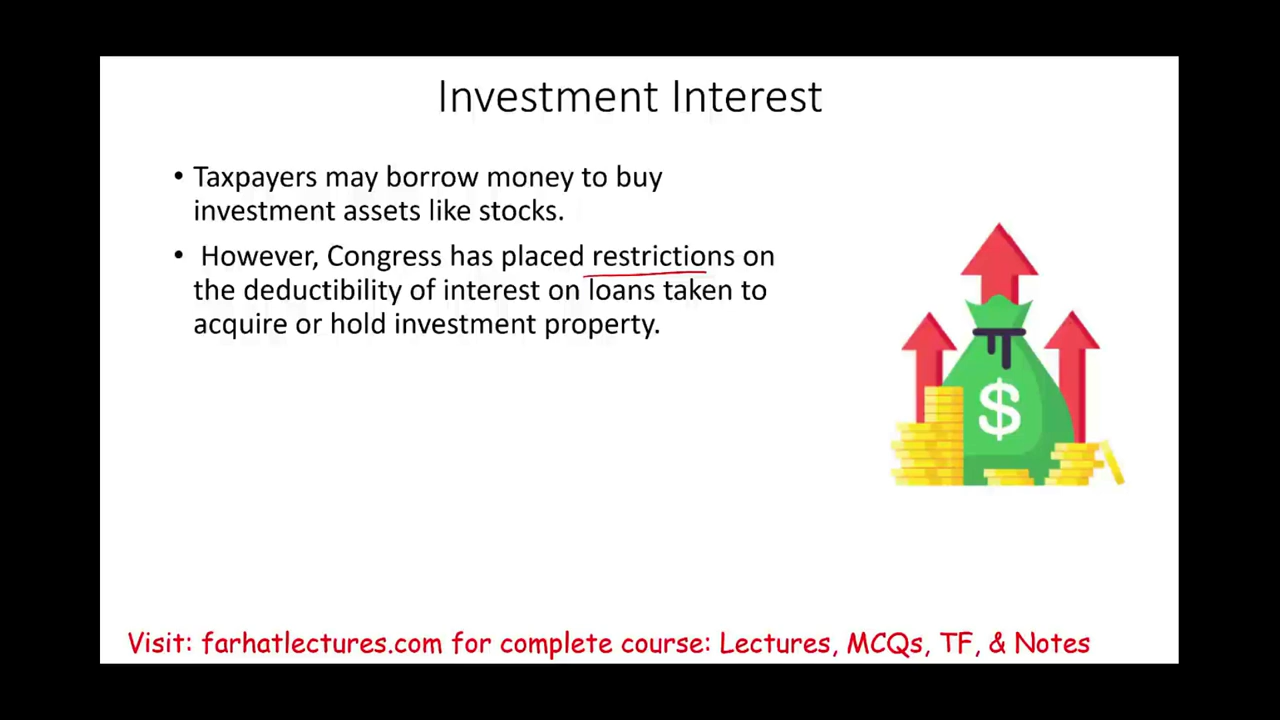 Investment Interest
• Taxpayers may borrow money to buy
investment assets like stocks.
• However, Congress has placed restrictions on
the deductibility of interest on loans taken to
acquire or hold investment property.
$
Visit: farhatlectures.com for complete course: Lectures, MCQs, TF, & Notes